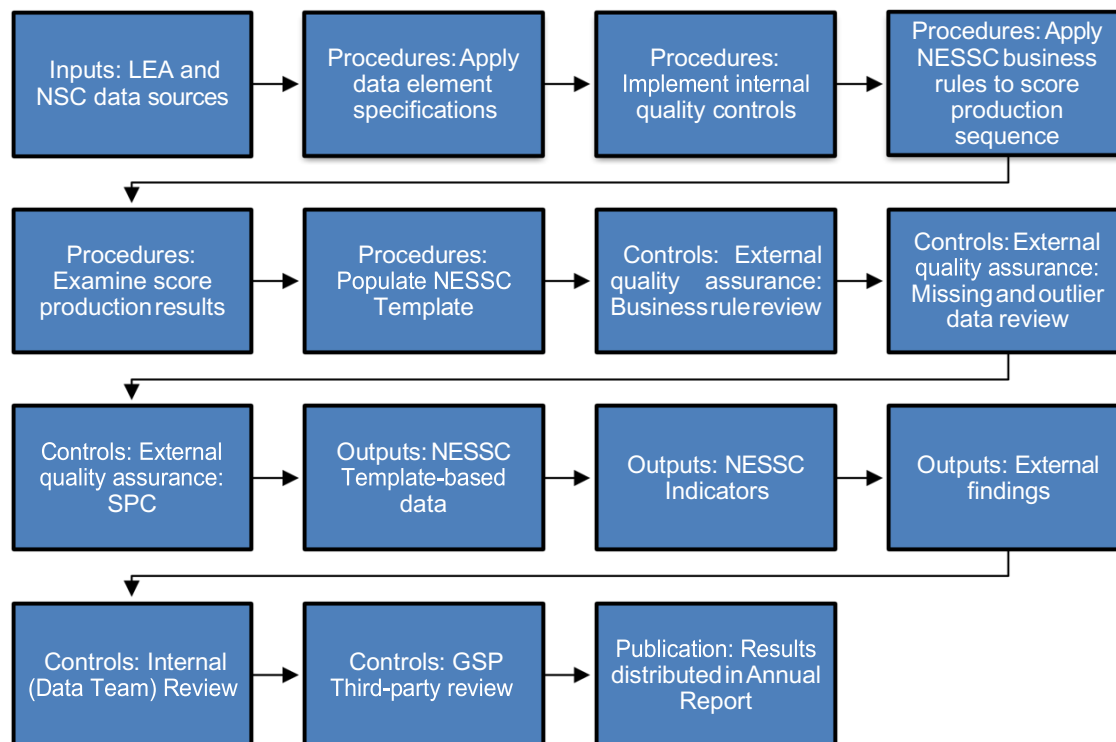 Inputs: LEA and
NSC data sources
Procedures: Apply
data element
specifications
Procedures:
Implement internal
quality controls
Procedures: Apply
NESSC business
rules to score
production
sequence
Procedures:
Examine score
production results
Procedures:
Populate NESSC
Template
Controls: External
quality assurance:
Business rule review
Controls: External
quality assurance:
Missing and outlier
data review
Controls: External
quality assurance:
SPC
Outputs: NESSC
Template-based
data
Outputs: NESSC
Indicators
Outputs: External
findings
Controls: Internal
(Data Team) Review
Controls: GSP
Third-party review
Publication: Results
distributed in Annual
Report